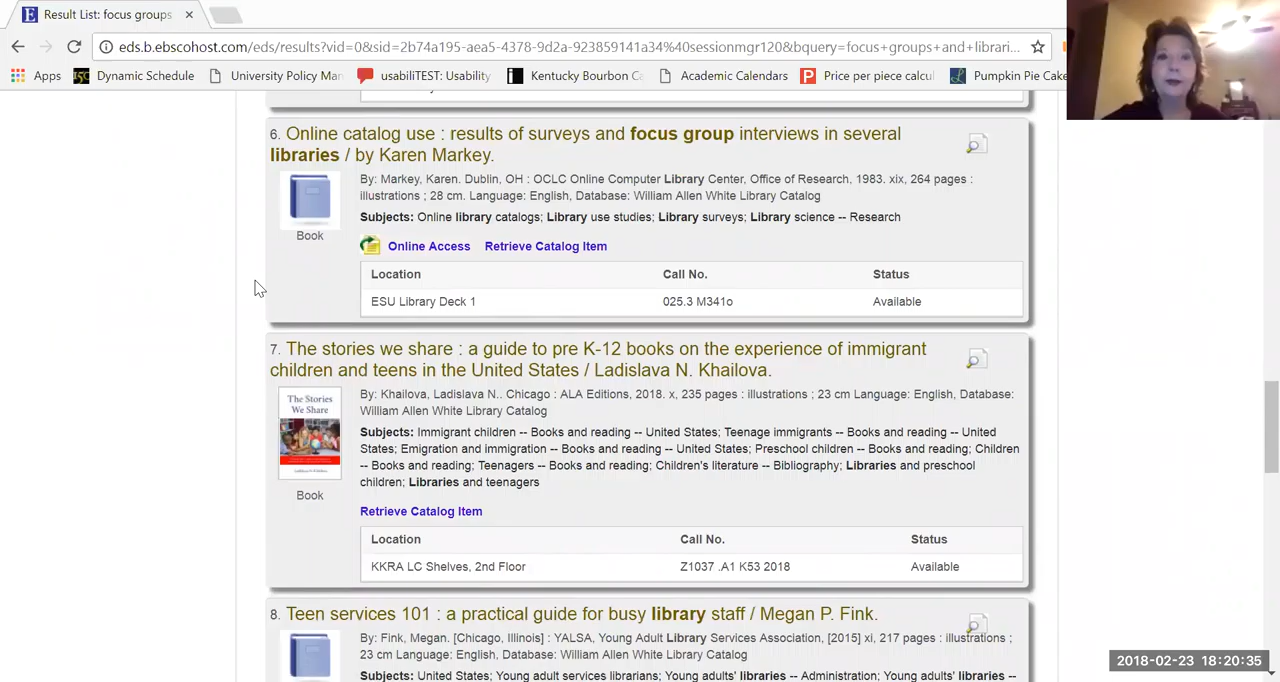 Result List: focus groups
eds.b.ebscohost.com/eds/results?vid=0&sid=2b74a195-aea5-4378-9d2a-923859141a34%40sessionmgr120&bquery=focus+groups+and+librari...
Apps Dynamic Schedule University Policy Man usabiliTEST: Usability Kentucky Bourbon C Academic Calendars Price per piece calcu Pumpkin Pie Cake
6. Online catalog use : results of surveys and focus group interviews in several
libraries / by Karen Markey.
By: Markey, Karen. Dublin, OH : OCLC Online Computer Library Center, Office of Research, 1983. xix, 264 pages :
illustrations ; 28 cm. Language: English, Database: William Allen White Library Catalog
Subjects: Online library catalogs; Library use studies; Library surveys; Library science -- Research
Book
Online Access Retrieve Catalog Item
Location Call No. Status
ESU Library Deck 1 025.3 M341o Available
7. The stories we share : a guide to pre K-12 books on the experience of immigrant
children and teens in the United States / Ladislava N. Khailova.
The Stories
We Share
By: Khailova, Ladislava N.. Chicago : ALA Editions, 2018. x, 235 pages : illustrations ; 23 cm Language: English, Database:
William Allen White Library Catalog
Subjects: Immigrant children -- Books and reading -- United States; Teenage immigrants -- Books and reading -- United
States; Emigration and immigration -- Books and reading -- United States; Preschool children -- Books and reading; Children
-- Books and reading; Teenagers -- Books and reading; Children's literature -- Bibliography; Libraries and preschool
children; Libraries and teenagers
Book
Retrieve Catalog Item
Location Call No. Status
KKRA LC Shelves, 2nd Floor Z1037 .A1 K53 2018 Available
8. Teen services 101 : a practical guide for busy library staff / Megan P. Fink.
By: Fink, Megan. [Chicago, Illinois] : YALSA, Young Adult Library Services Association, [2015] xi, 217 pages : illustrations ;
23 cm Language: English, Database: William Allen White Library Catalog
Subjects: United States; Young adult services librarians; Young adults' libraries -- Administration; Young adults' libraries --
2018-02-23 18:20:35